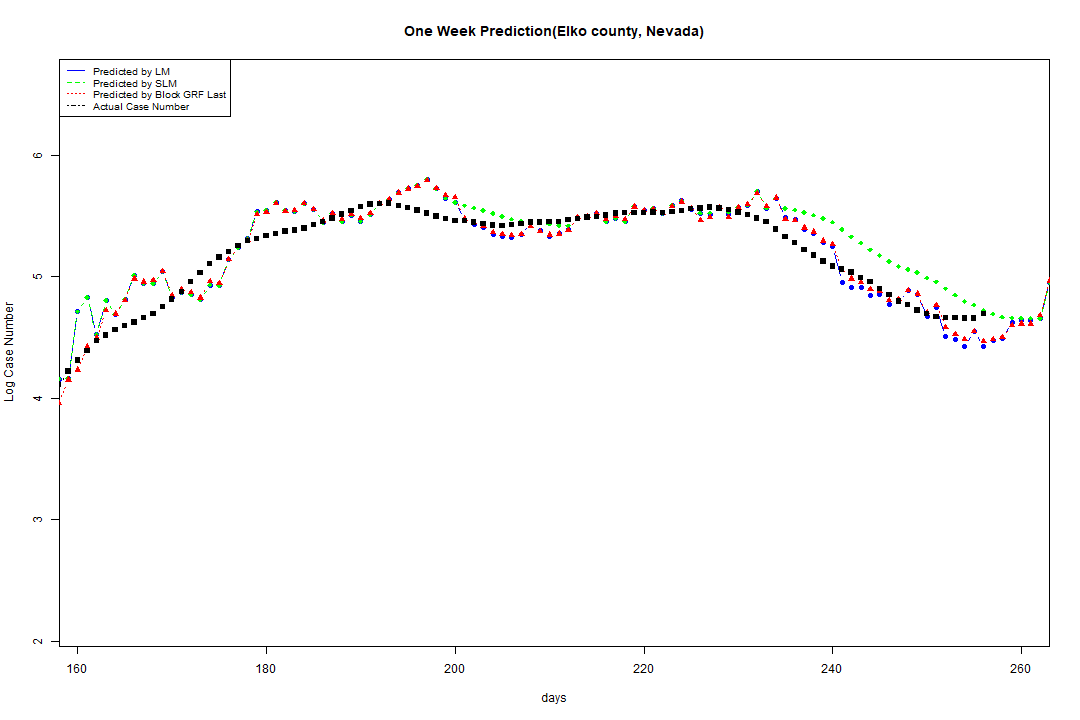 One Week Prediction(Elko county, Nevada)
Predicted by LM
Predicted by SLM
Predicted by Block GRF Last
Actual Case Number
6
5
4
3
2
Log Case Number
160 180 200 220 240 260
days